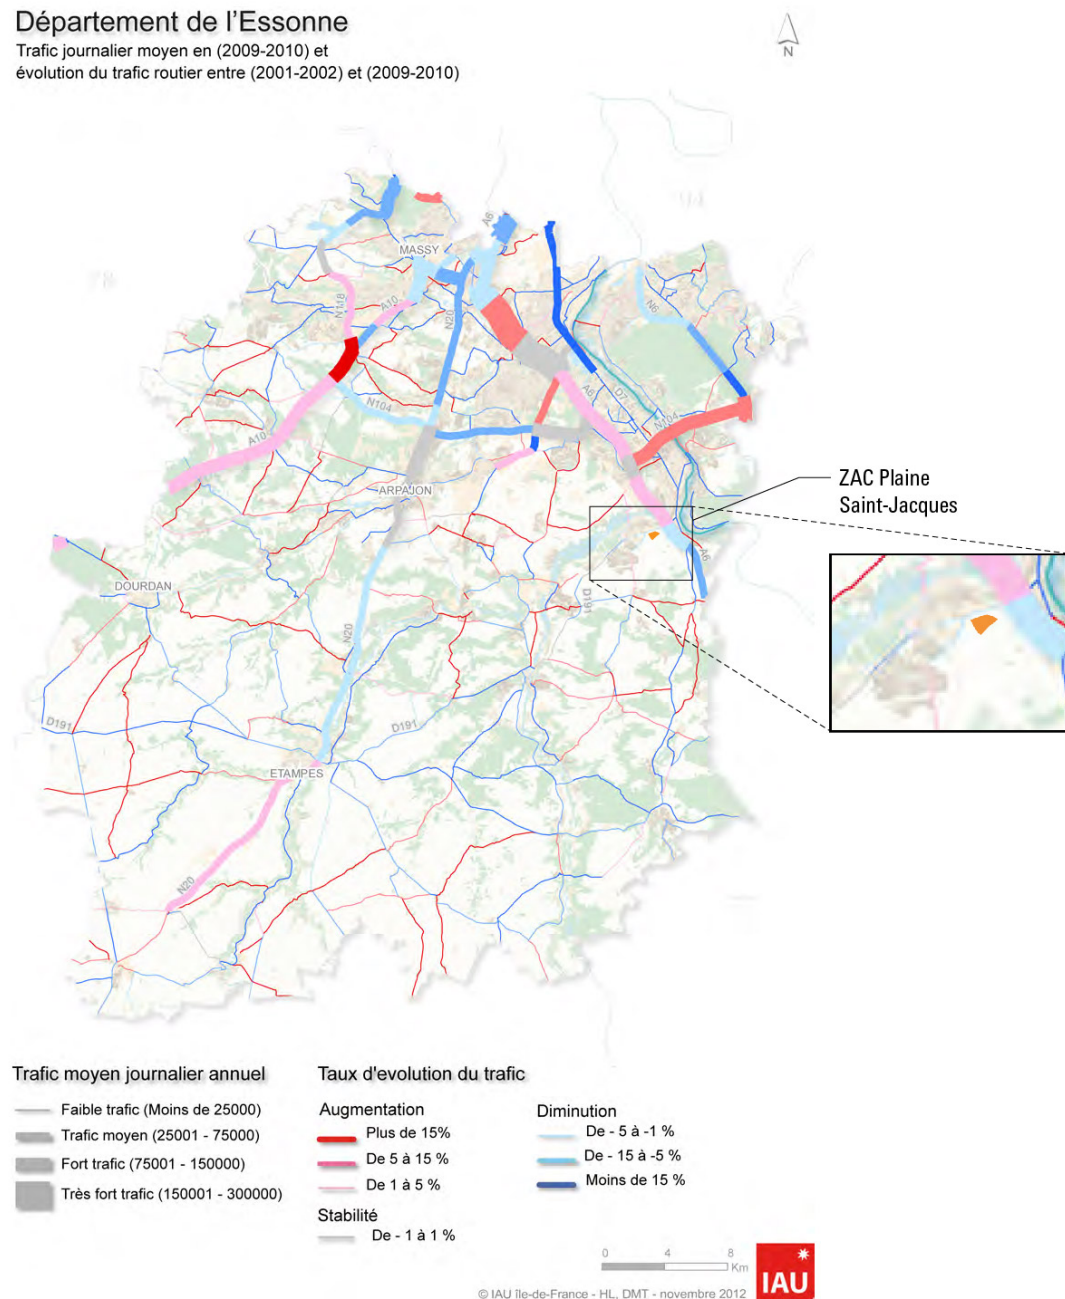 Département de l'Essonne
Trafic journalier moyen en (2009-2010) et
évolution du trafic routier entre (2001-2002) et (2009-2010)
N
A6
MASSY
N118
A10
N20
N6
D7
A6
N104
N104
A10
ARPAJON
ZAC Plaine
Saint-Jacques
A6
DOURDAN
D191
N20
D191
D191
ETAMPES
N20
Trafic moyen journalier annuel
Faible trafic (Moins de 25000)
Trafic moyen (25001 - 75000)
Fort trafic (75001 - 150000)
Très fort trafic (150001 - 300000)
Taux d'evolution du trafic
Augmentation
Plus de 15%
De 5 à 15 %
De 1 à 5 %
Stabilité
De - 1 à 1 %
Diminution
De - 5 à -1 %
De - 15 à -5 %
Moins de 15 %
0 4 8
Km
IAU
© IAU île-de-France - HL, DMT - novembre 2012